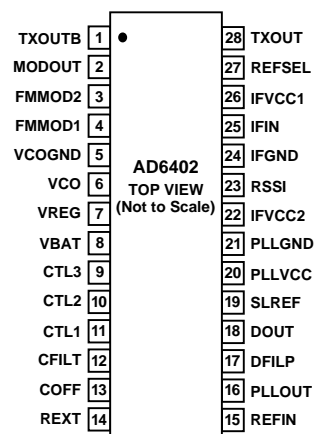 TXOUTB 1 28 TXOUT
MODOUT 2 27 REFSEL
FMMOD2 3 26 IFVCC1
FMMOD1 4 25 IFIN
VCOGND 5 24 IFGND
AD6402
VCO 6 23 RSSI
TOP VIEW
VREG 7 22 IFVCC2
(Not to Scale)
VBAT 8 21 PLLGND
CTL3 9 20 PLLVCC
CTL2 10 19 SLREF
CTL1 11 18 DOUT
CFILT 12 17 DFILP
COFF 13 16 PLLOUT
REXT 14 15 REFIN